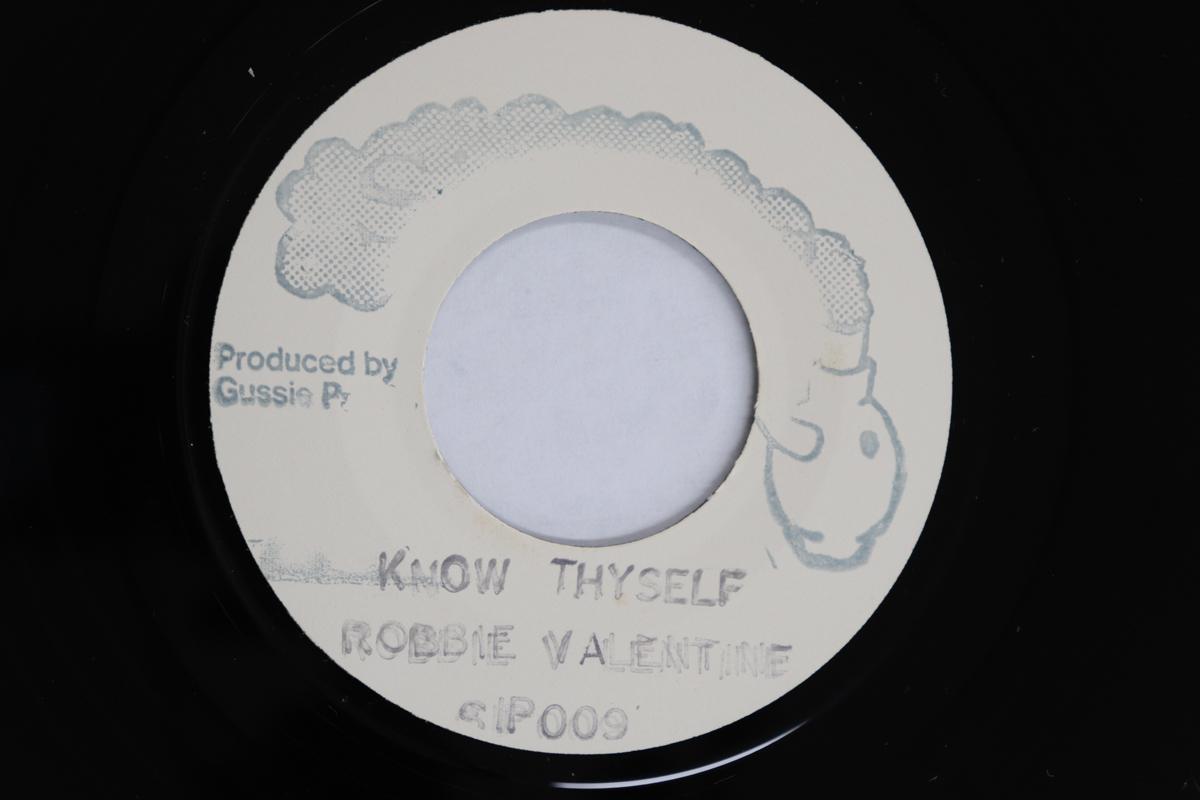 Produced by
Gussie P.
KNOW THYSELF
ROBBIE VALENTINE
SIP009